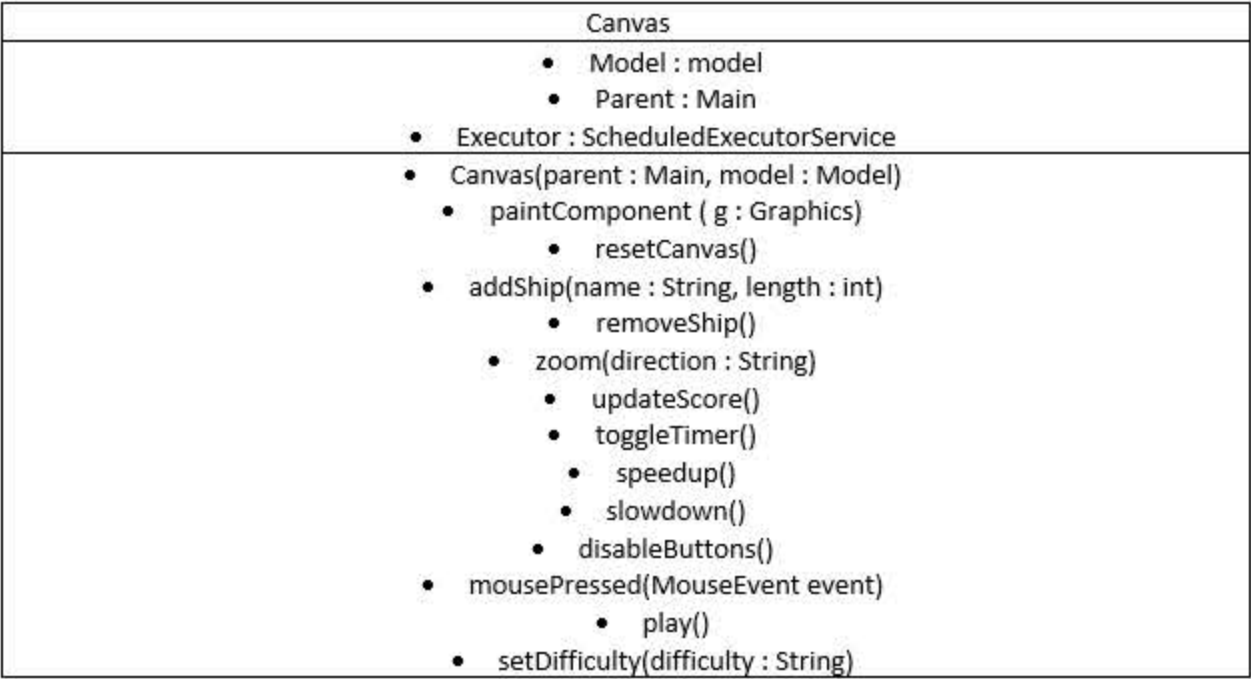 Canvas
• Model : model
• Parent : Main
• Executor : ScheduledExecutorService
• Canvas(parent : Main, model : Model)
• paintComponent ( g : Graphics)
• resetCanvas()
• addShip(name : String, length : int)
• removeShip()
• zoom(direction : String)
• updateScore()
• toggleTimer()
• speedup()
• slowdown()
• disableButtons()
• mousePressed(MouseEvent event)
• play()
• setDifficulty(difficulty : String)